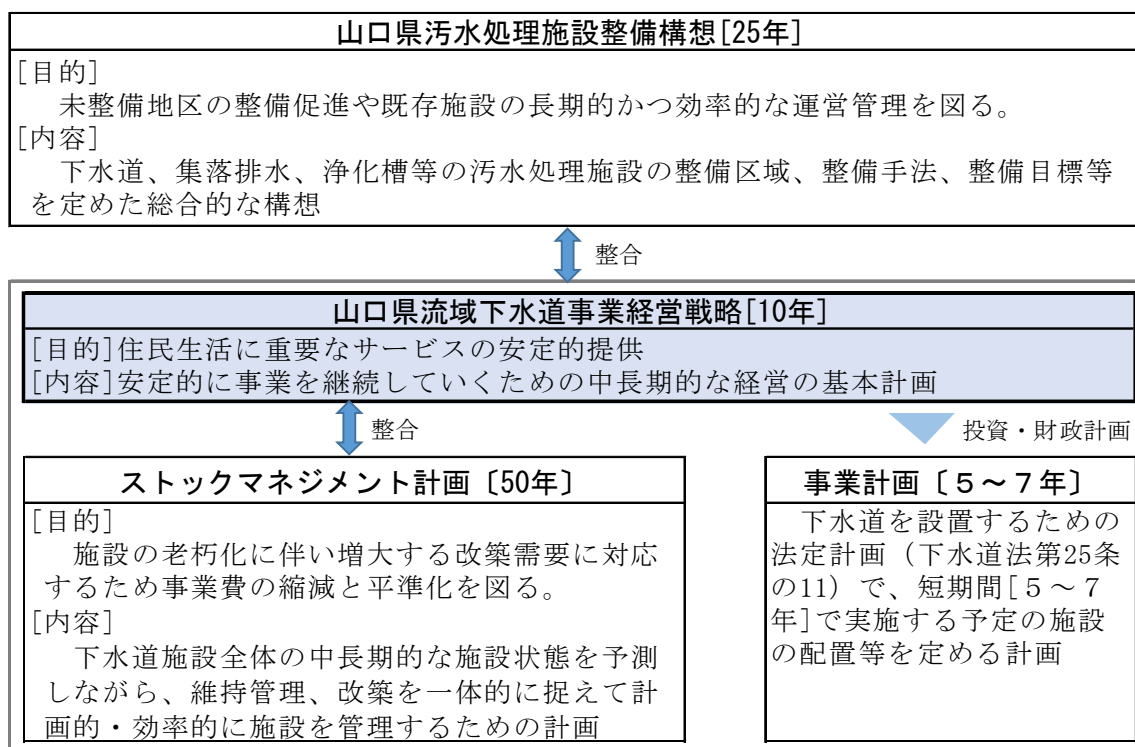 山口県汚水処理施設整備構想[25年]
[目的]
未整備地区の整備促進や既存施設の長期的かつ効率的な運営管理を図る。
[内容]
下水道、集落排水、浄化槽等の汚水処理施設の整備区域、整備手法、整備目標等
を定めた総合的な構想
整合
山口県流域下水道事業経営戦略[10年]
[目的]住民生活に重要なサービスの安定的提供
[内容]安定的に事業を継続していくための中長期的な経営の基本計画
整合
投資・財政計画
ストックマネジメント計画〔50年〕
[目的]
施設の老朽化に伴い増大する改築需要に対応
するため事業費の縮減と平準化を図る。
[内容]
下水道施設全体の中長期的な施設状態を予測
しながら、維持管理、改築を一体的に捉えて計
画的・効率的に施設を管理するための計画
事業計画〔５～７年〕
下水道を設置するための
法定計画（下水道法第25条
の11）で、短期間[５～７
年]で実施する予定の施設
の配置等を定める計画